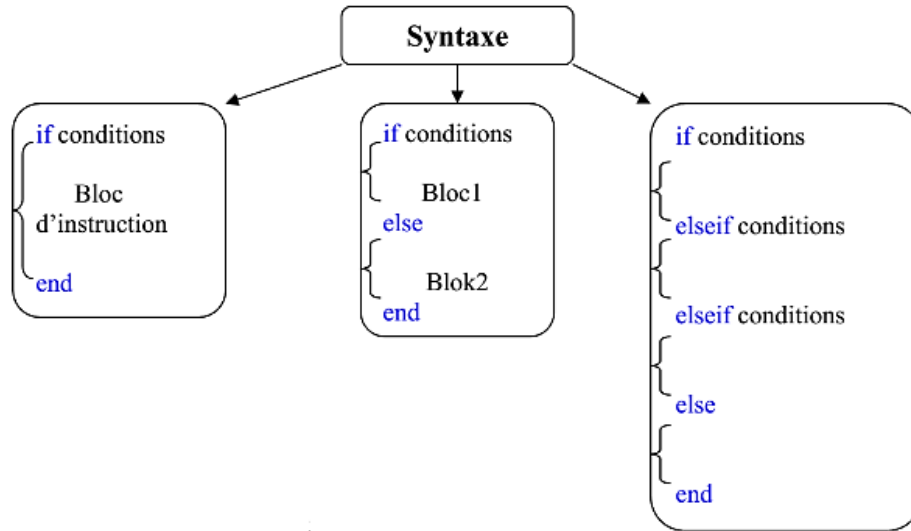 Syntaxe
if conditions
Bloc
d'instruction
end
if conditions
Bloc1
else
Blok2
end
if conditions
elseif conditions
elseif conditions
else
end